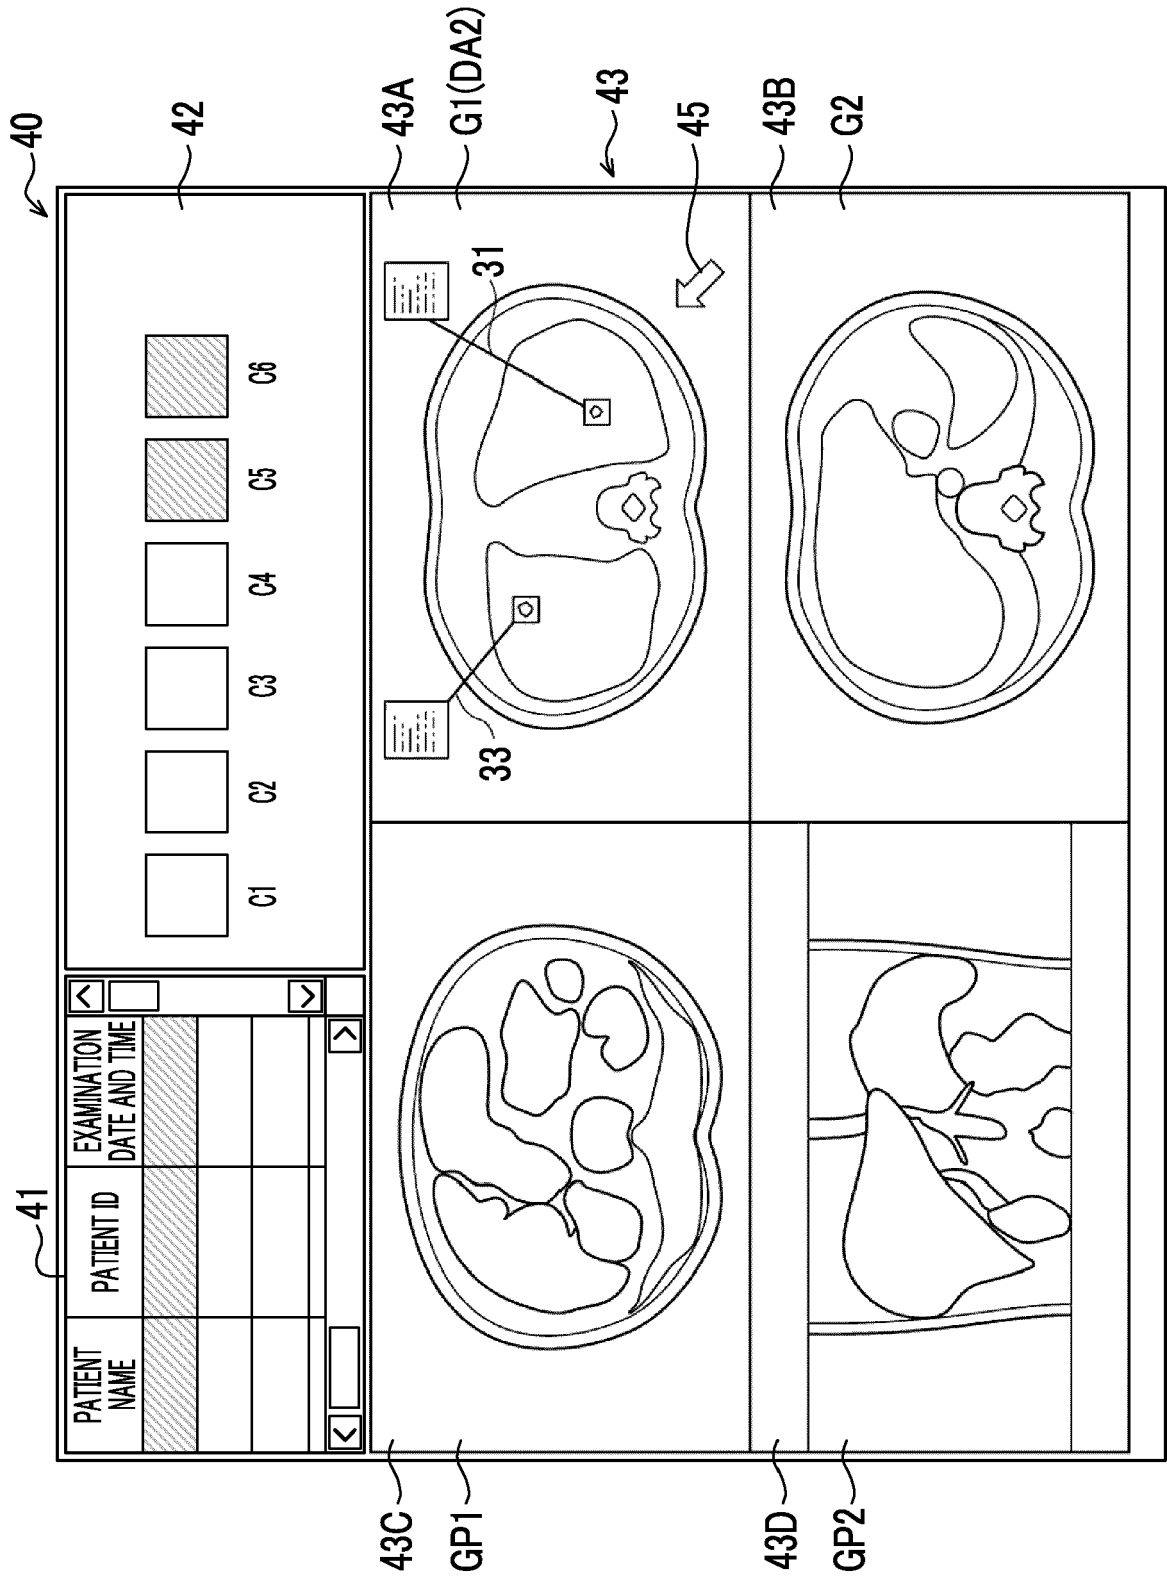 40
41
42
PATIENT
NAME
PATIENT ID
EXAMINATION
DATE AND TIME
C1
C2
C3
C4
C5
C6
43C
GP1
43A
G1(DA2)
43
33
31
45
43D
GP2
43B
G2